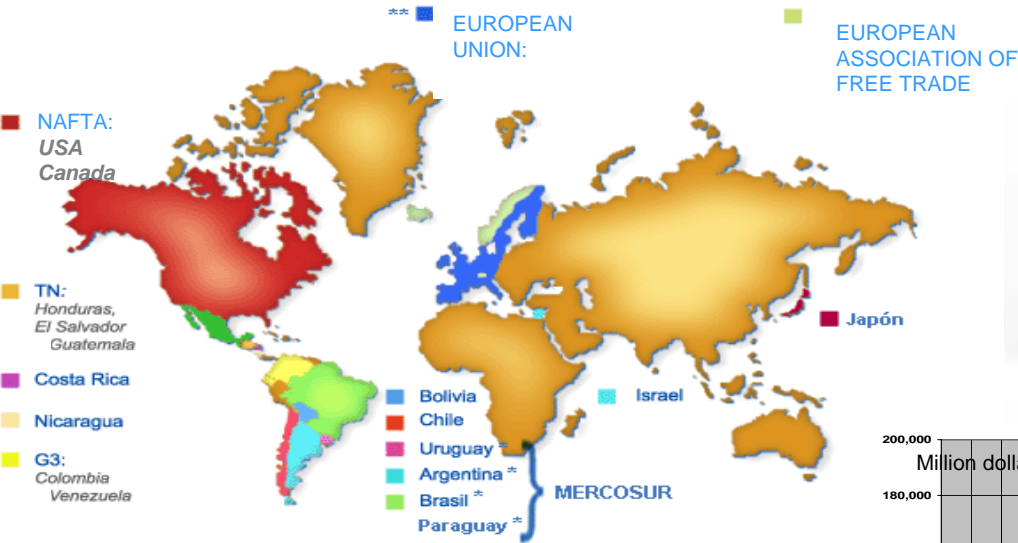 ** EUROPEAN
UNION:
EUROPEAN
ASSOCIATION OF
FREE TRADE
NAFTA:
USA
Canada
TN:
Honduras,
El Salvador
Guatemala
Costa Rica
Nicaragua
G3:
Colombia
Venezuela
Japón
Israel
Bolivia
Chile
Uruguay *
Argentina *
Brasil *
Paraguay *
MERCOSUR
200,000
Million
180,000